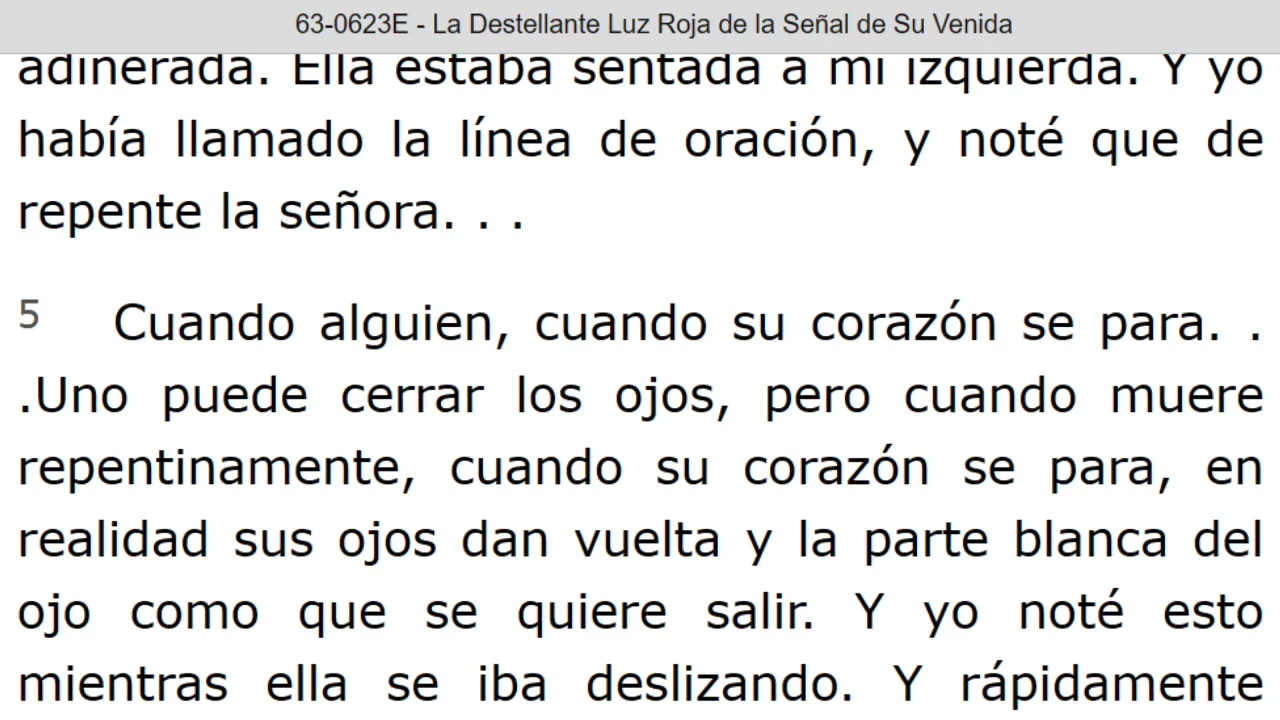 63-0623E - La Destellante Luz Roja de la Señal de Su Venida
adinerada. Ella estaba sentada a mi izquierda. Y yo
había llamado la línea de oración, y noté que de
repente la señora. . .
5 Cuando alguien, cuando su corazón se para. .
.Uno puede cerrar los ojos, pero cuando muere
repentinamente, cuando su corazón se para, en
realidad sus ojos dan vuelta y la parte blanca del
ojo como que se quiere salir. Y yo noté esto
mientras ella se iba deslizando. Y rápidamente